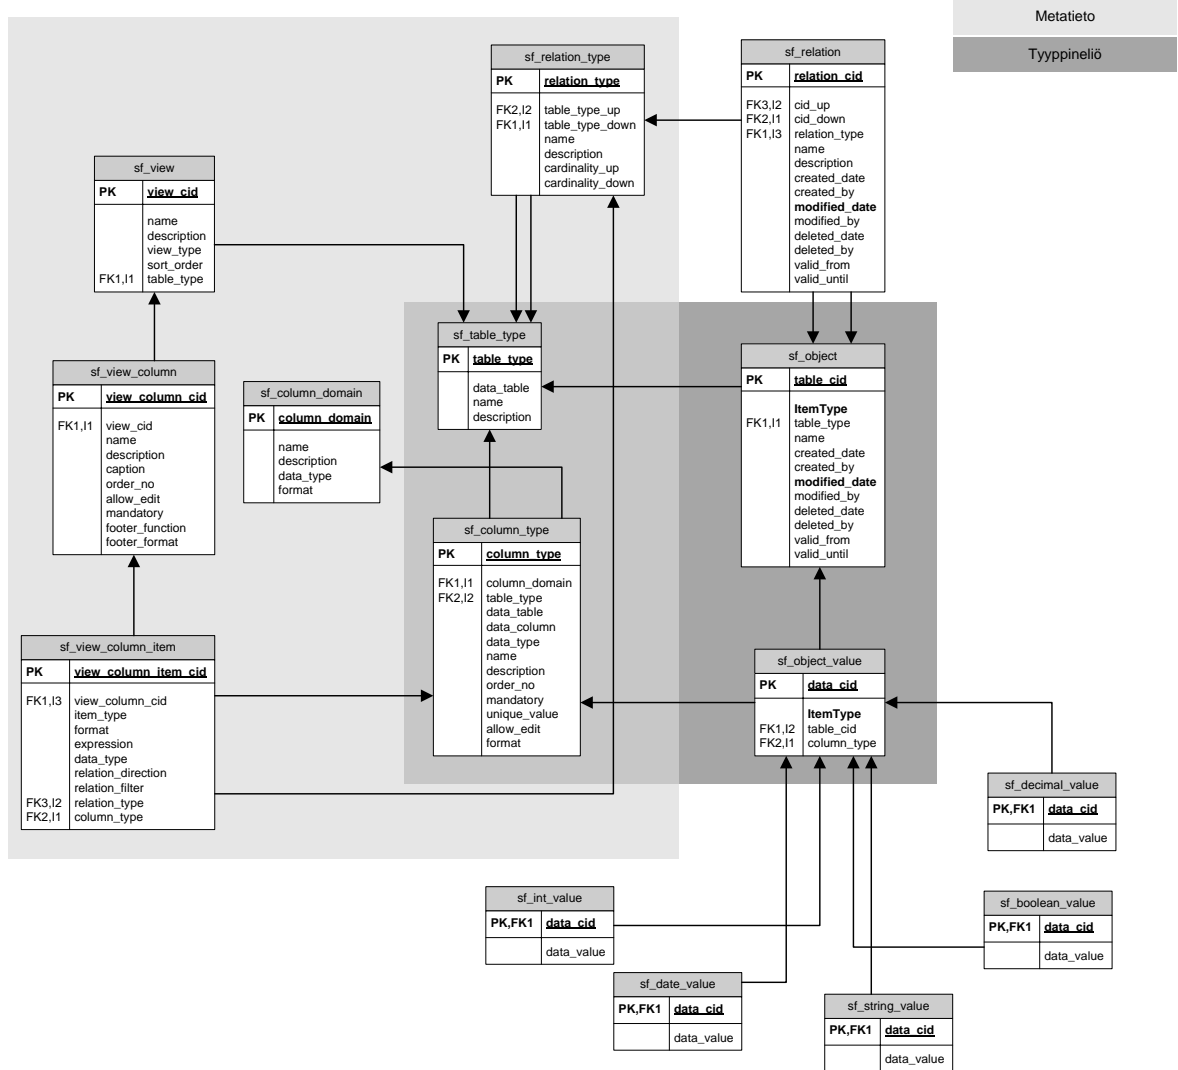 Metatieto
Tyyppineliö
sf_relation_type
PK relation_type
FK2,I2 table_type_up
FK1,I1 table_type_down
name
description
cardinality_up
cardinality_down
sf_relation
PK relation_cid
FK3,I2 cid_up
FK2,I1 cid_down
FK1,I3 relation_type
name
description
created_date
created_by
modified_date
modified_by
deleted_date
deleted_by
valid_from
valid_until
sf_view
PK view_cid
name
description
view_type
sort_order
FK1,I1 table_type
sf_table_type
PK table_type
data_table
name
description
sf_object
PK table_cid
ItemType
FK1,I1 table_type
name
created_date
created_by
modified_date
modified_by
deleted_date
deleted_by
valid_from
valid_until
sf_view_column
PK view_column_cid
FK1,I1 view_cid
name
description
caption
order_no
allow_edit
mandatory
footer_function
footer_format
sf_column_domain
PK column_domain
name
description
data_type
format
sf_column_type
PK column_type
FK1,I1 column_domain
FK2,I2 table_type
data_table
data_column
data_type
name
description
order_no
mandatory
unique_value
allow_edit
format
sf_view_column_item
PK view_column_item_cid
FK1,I3 view_column_cid
item_type
format
expression
data_type
relation_direction
relation_filter
FK3,I2 relation_type
FK2,I1 column_type
sf_object_value
PK data_cid
ItemType
FK1,I2 table_cid
FK2,I1 column_type
sf_decimal_value
PK,FK1 data_cid
data_value
sf_int_value
PK,FK1 data_cid
data_value
sf_boolean_value
PK,FK1 data_cid
data_value
sf_date_value
PK,FK1 data_cid
data_value
sf_string_value
PK,FK1 data_cid
data_value